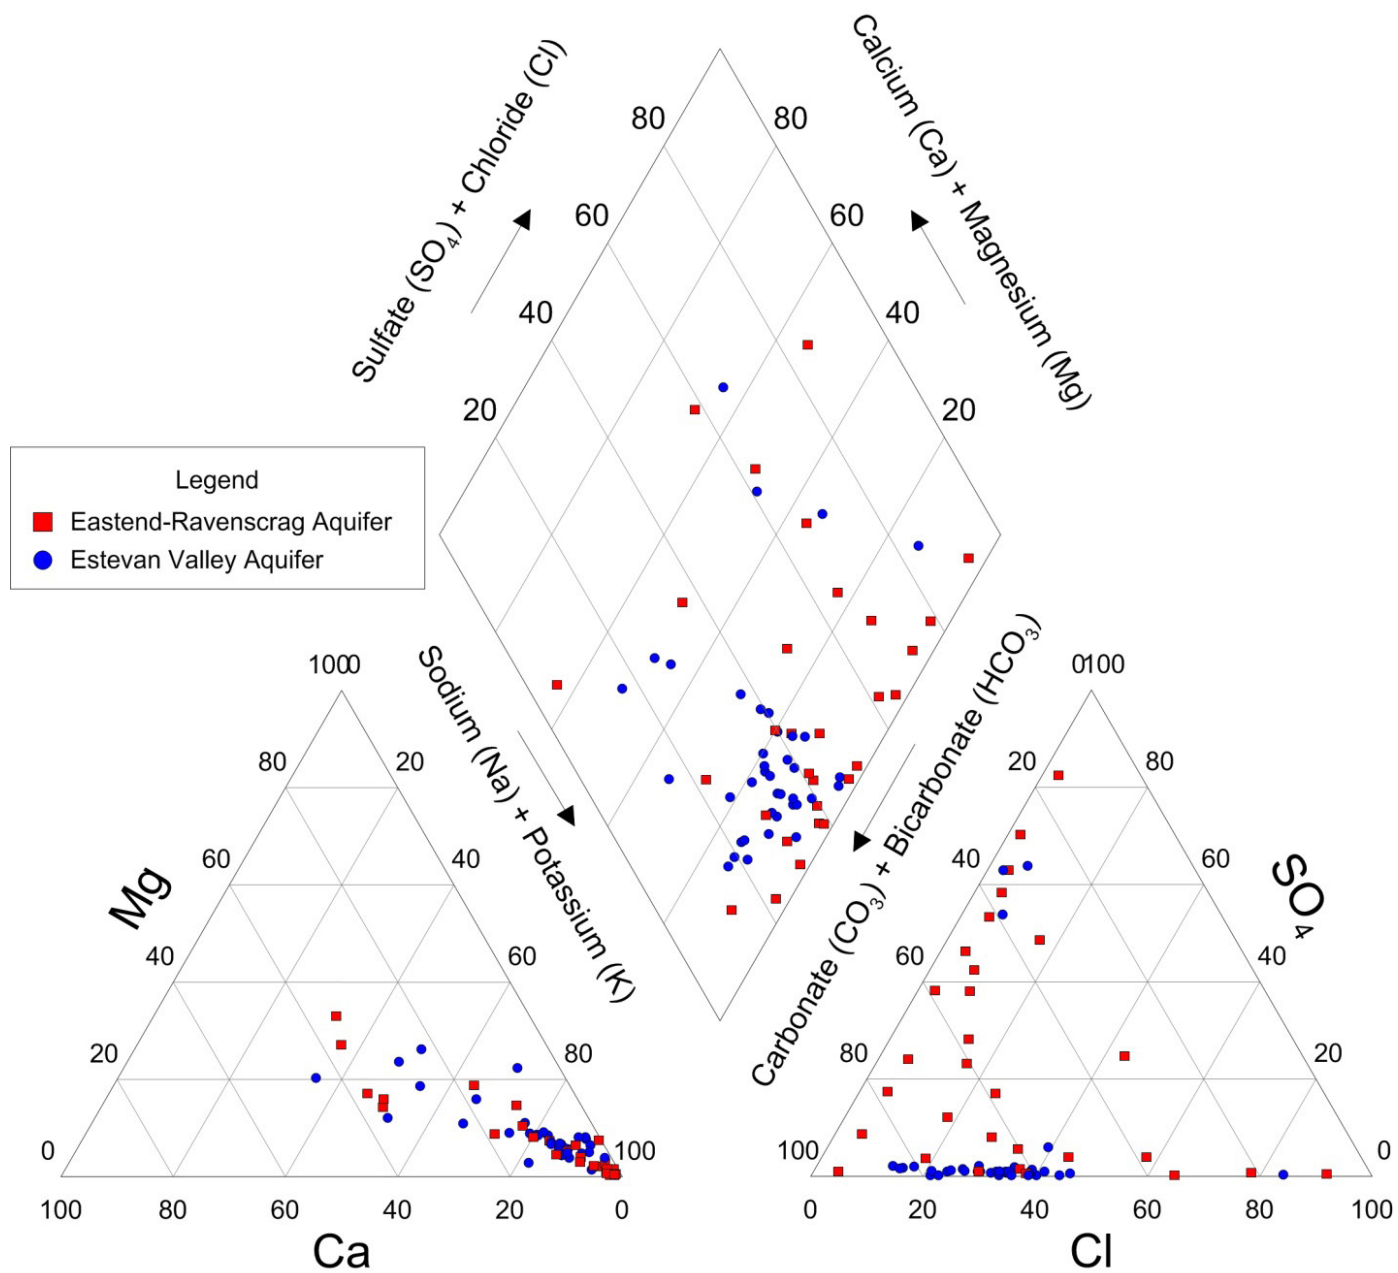 Sulfate (SO₄) + Chloride (Cl)
Calcium (Ca) + Magnesium (Mg)
80 80
60 60
40 40
20 20
Legend
Eastend-Ravenscrag Aquifer
Estevan Valley Aquifer
Sodium (Na) + Potassium (K)
Carbonate (CO₃) + Bicarbonate (HCO₃)
1000
80 20
60 40
Mg
40 60
20 80
0 100
100 80 60 40 20 0
Ca
0100
20 80
40 60
SO₄
60 40
80 20
100 0
0 20 40 60 80 100
Cl